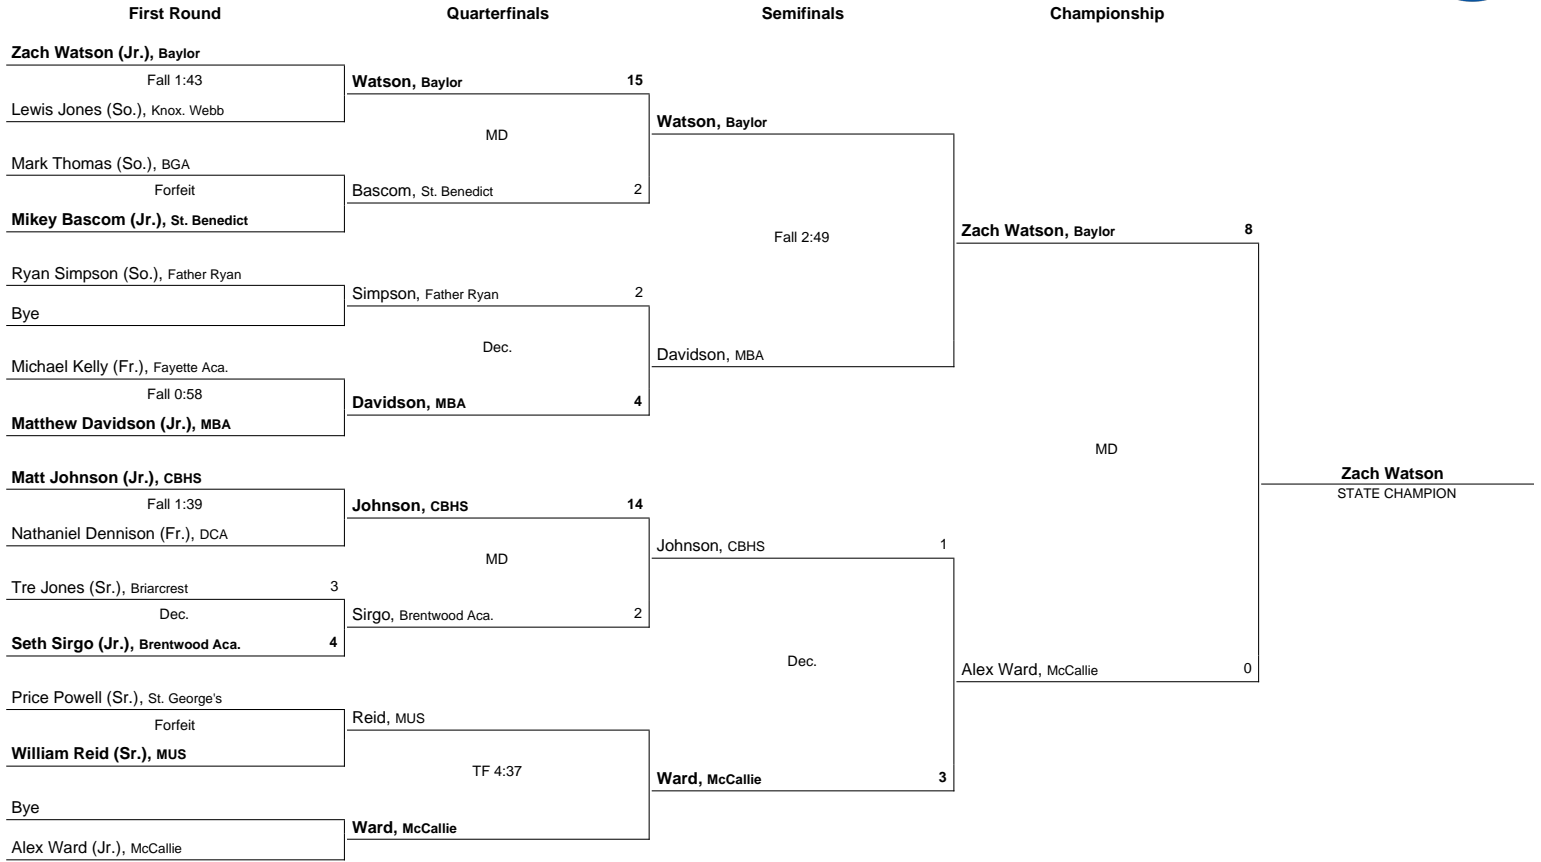 First Round
Quarterfinals
Semifinals
Championship
Zach Watson (Jr.), Baylor
Fall 1:43
Lewis Jones (So.), Knox. Webb
Mark Thomas (So.), BGA
Forfeit
Mikey Bascom (Jr.), St. Benedict
Ryan Simpson (So.), Father Ryan
Bye
Michael Kelly (Fr.), Fayette Aca.
Fall 0:58
Matthew Davidson (Jr.), MBA
Matt Johnson (Jr.), CBHS
Fall 1:39
Nathaniel Dennison (Fr.), DCA
Tre Jones (Sr.), Briarcrest 3
Dec.
Seth Sirgo (Jr.), Brentwood Aca. 4
Price Powell (Sr.), St. George's
Forfeit
William Reid (Sr.), MUS
Bye
Alex Ward (Jr.), McCallie
Watson, Baylor 15
MD
Bascom, St. Benedict 2
Simpson, Father Ryan 2
Dec.
Davidson, MBA 4
Johnson, CBHS 14
MD
Sirgo, Brentwood Aca. 2
Reid, MUS
TF 4:37
Ward, McCallie
Watson, Baylor
Fall 2:49
Davidson, MBA
Johnson, CBHS 1
Dec.
Ward, McCallie 3
Zach Watson, Baylor 8
MD
Alex Ward, McCallie 0
Zach Watson
STATE CHAMPION